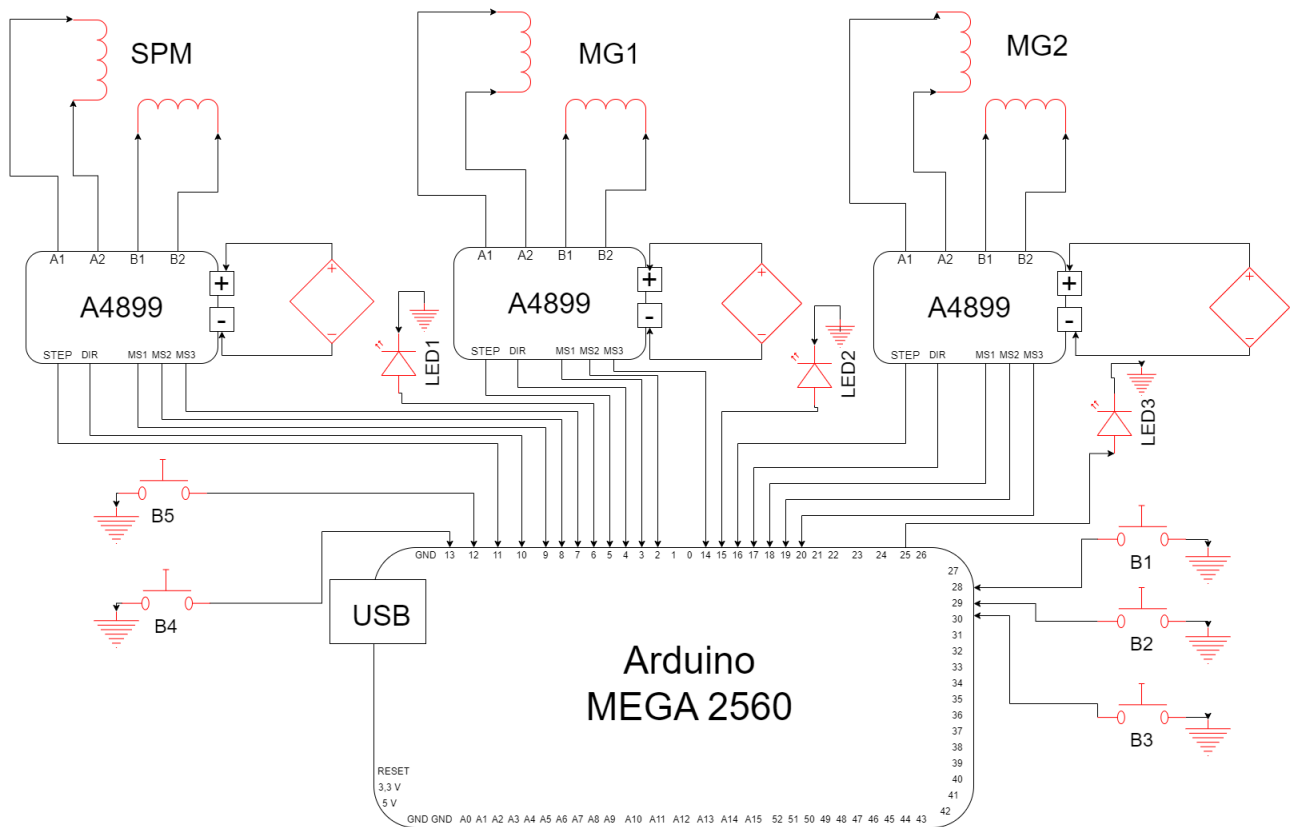 SPM
MG1
MG2
A1 A2 B1 B2
+
A4899
-
STEP DIR MS1 MS2 MS3
A1 A2 B1 B2
+
A4899
-
STEP DIR MS1 MS2 MS3
A1 A2 B1 B2
+
A4899
-
STEP DIR MS1 MS2 MS3
+
-
+
-
+
-
LED1
LED2
LED3
B5
B4
B1
B2
B3
GND 13 12 11 10 9 8 7 6 5 4 3 2 1 0 14 15 16 17 18 19 20 21 22 23 24 25 26
27
28
29
30
31
32
33
34
35
36
37
38
39
40
41
42
USB
Arduino
MEGA 2560
RESET
3,3 V
5 V
GND GND A0 A1 A2 A3 A4 A5 A6 A7 A8 A9 A10 A11 A12 A13 A14 A15 52 51 50 49 48 47 46 45 44 43